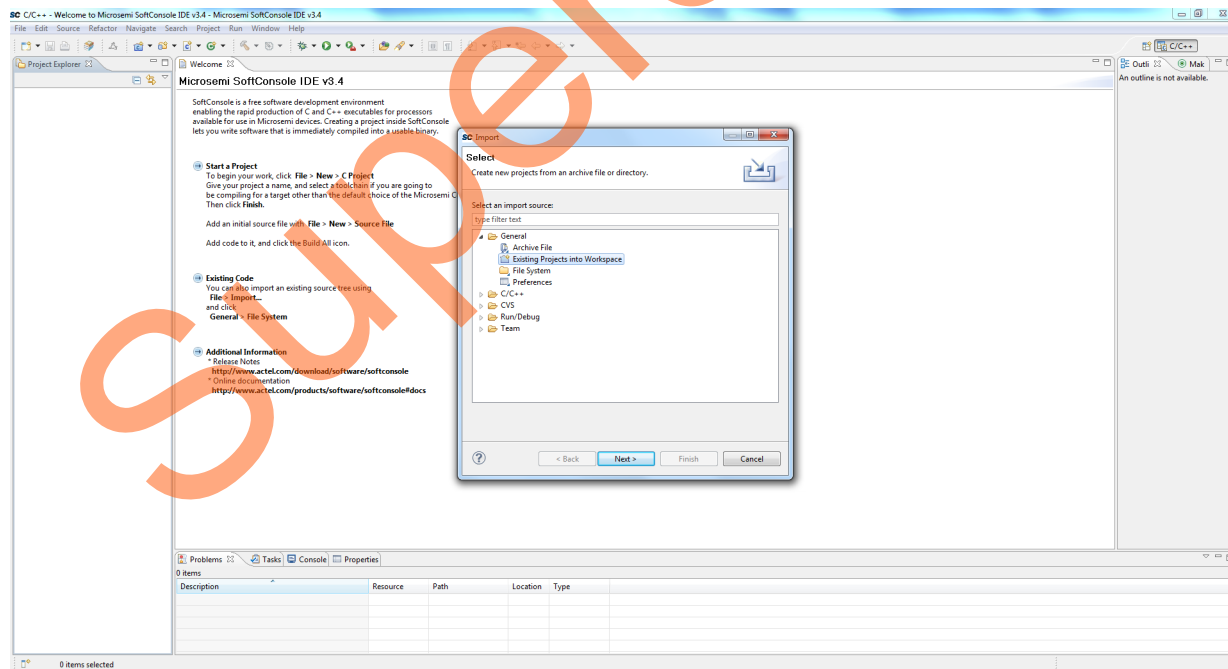 SC C/C++ - Welcome to Microsemi SoftConsole IDE v3.4 - Microsemi SoftConsole IDE v3.4
File Edit Source Refactor Navigate Search Project Run Window Help
C/C++
Project Explorer
Welcome
Outli
Mak
An outline is not available.
Microsemi SoftConsole IDE v3.4
SoftConsole is a free software development environment
enabling the rapid production of C and C++ executables for processors
available for use in Microsemi devices. Creating a project inside SoftConsole
lets you write software that is immediately compiled into a usable binary.
Start a Project
To begin your work, click File > New > C Project
Give your project a name, and select a toolchain if you are going to
be compiling for a target other than the default choice of the Microsemi C
Then click Finish.
Add an initial source file with File > New > Source File
Add code to it, and click the Build All icon.
Existing Code
You can also import an existing source tree using
File > Import...
and click
General > File System
Additional Information
* Release Notes
http://www.actel.com/download/software/softconsole
* Online documentation
http://www.actel.com/products/software/softconsole#docs
SC Import
Select
Create new projects from an archive file or directory.
Select an import source:
type filter text
General
Archive File
Existing Projects into Workspace
File System
Preferences
C/C++
CVS
Run/Debug
Team
?
< Back
Next >
Finish
Cancel
Problems
Tasks
Console
Properties
0 items
Description Resource Path Location Type
0 items selected
Supe